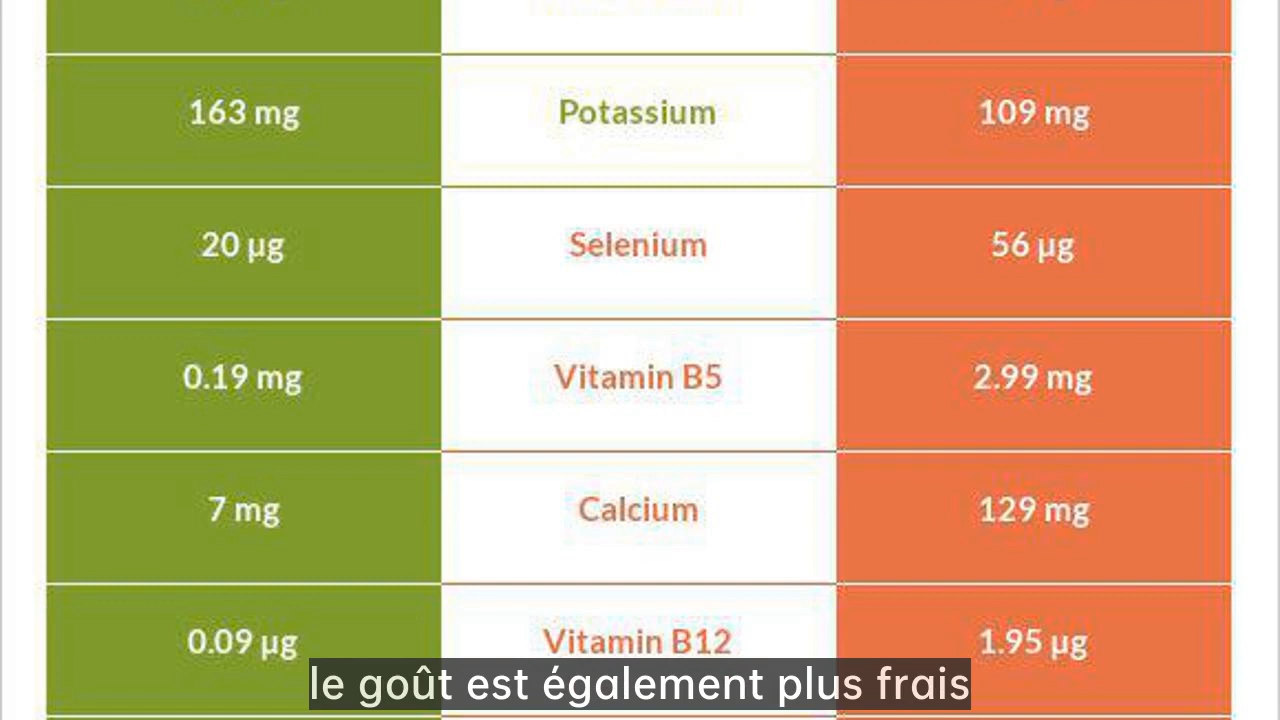 163 mg Potassium 109 mg
20 µg Selenium 56 µg
0.19 mg Vitamin B5 2.99 mg
7 mg Calcium 129 mg
0.09 µg Vitamin B12 1.95 µg
le goût est également plus frais